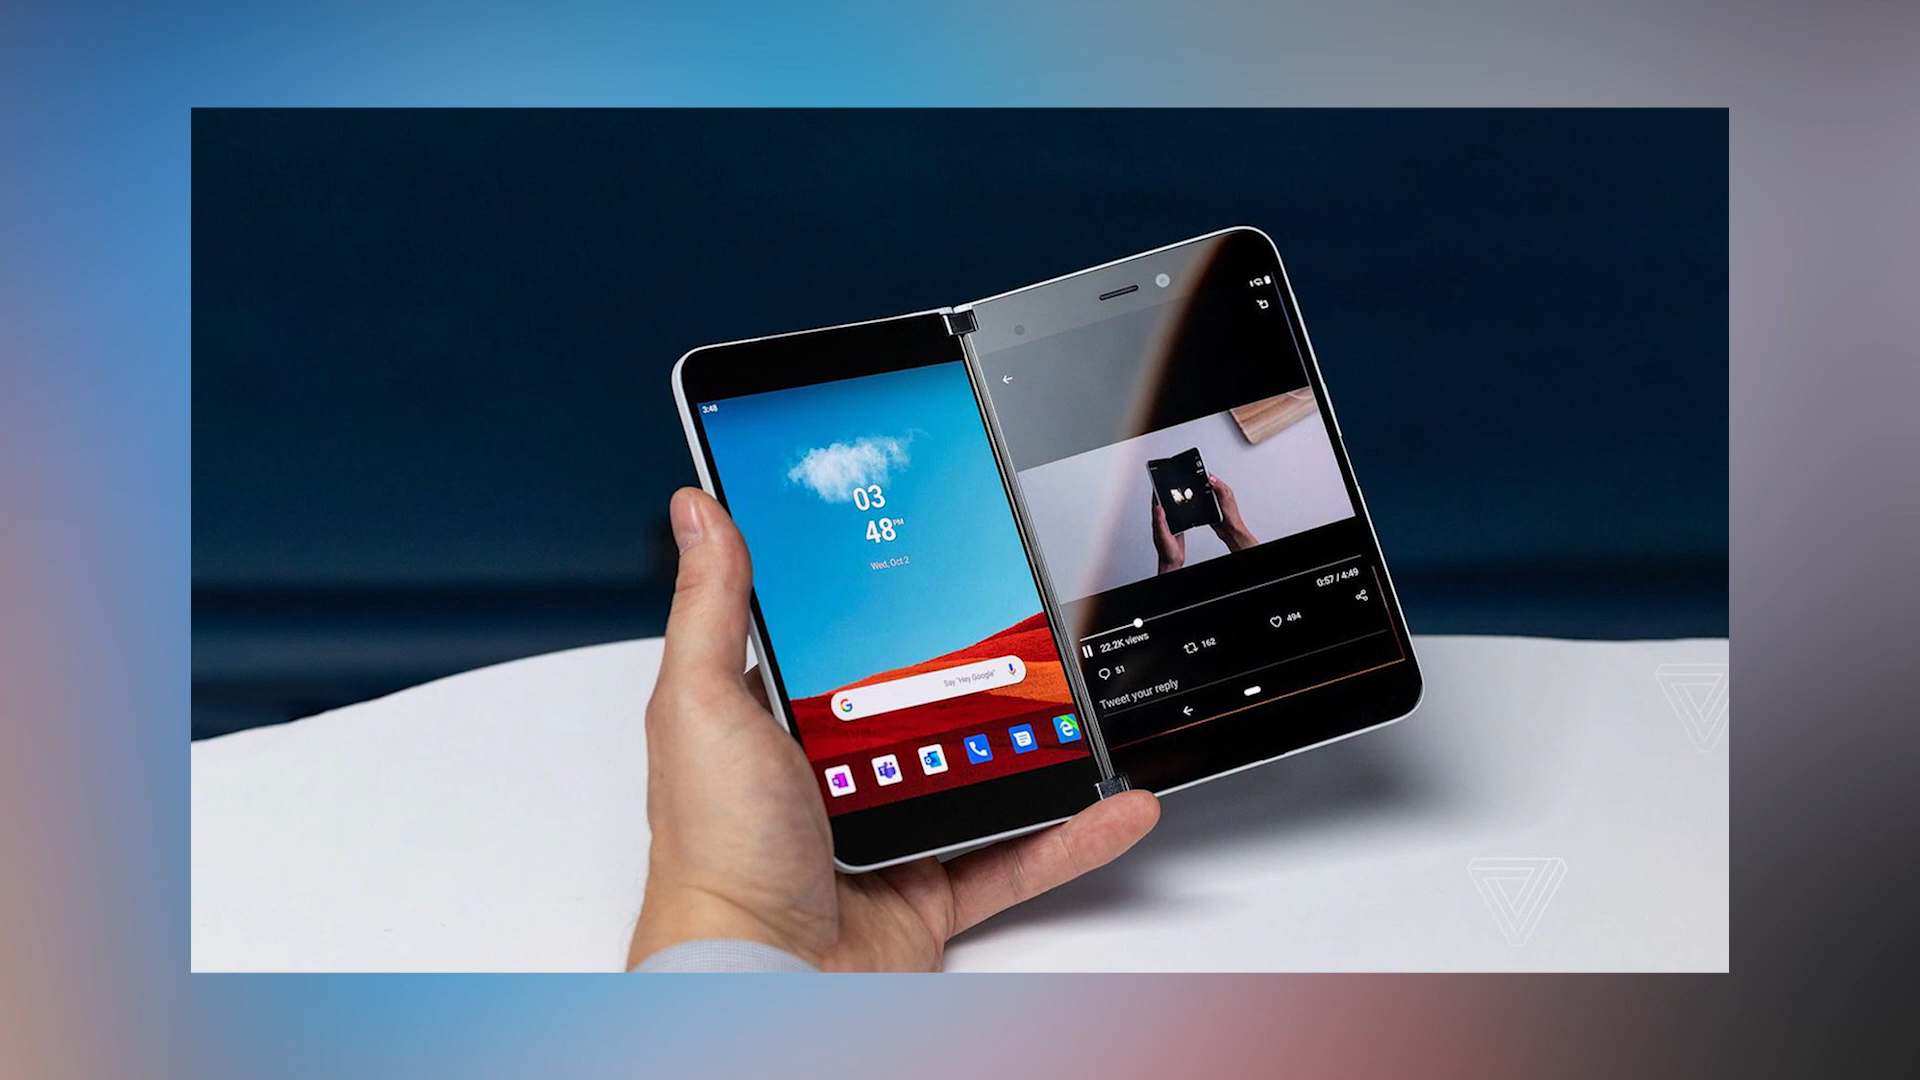 3:48
03
48PM
Wed, Oct 2
Say "Hey Google"
0:57 / 4:49
22.2K views
51
162
494
Tweet your reply